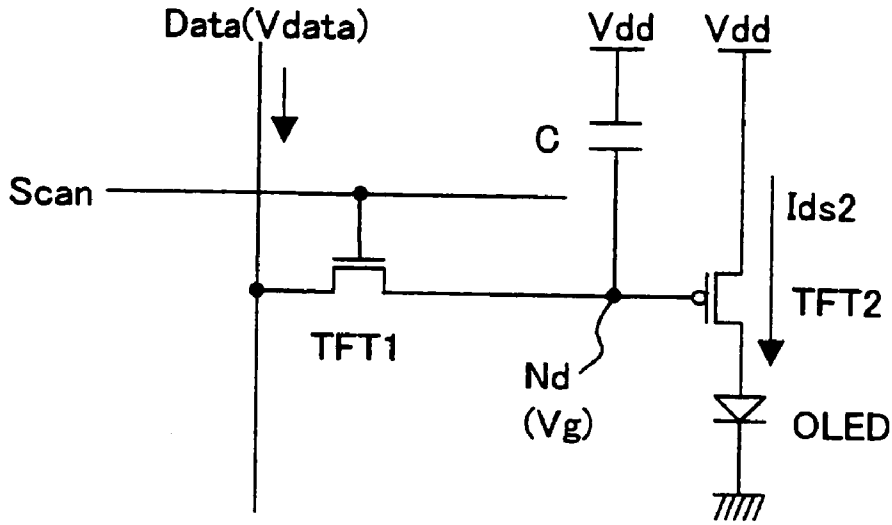 Data(Vdata)
Vdd
Vdd
C
Scan
Ids2
TFT1
TFT2
Nd
(Vg)
OLED